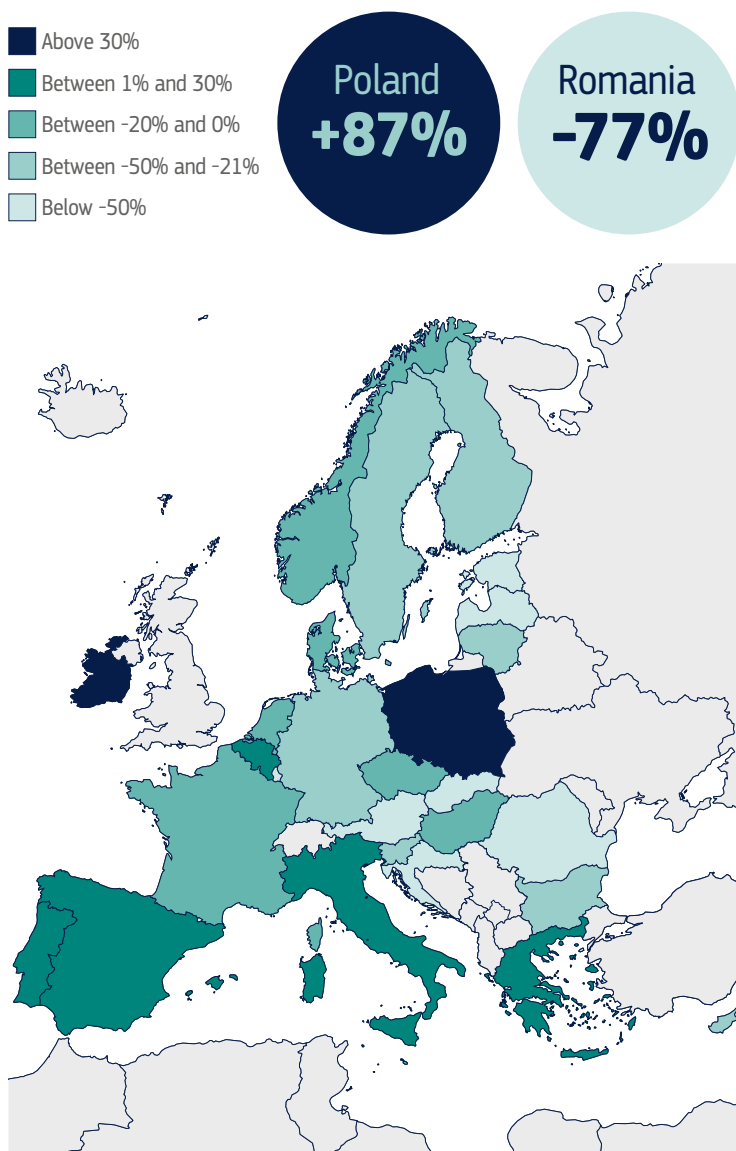 Above 30%
Between 1% and 30%
Between -20% and 0%
Between -50% and -21%
Below -50%
Poland
+87%
Romania
-77%